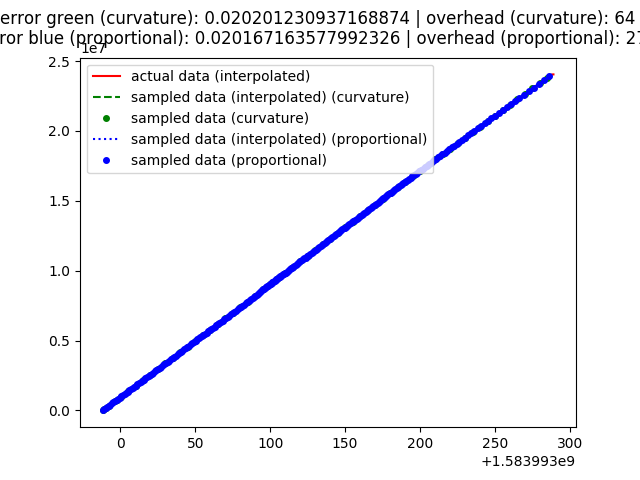 error green (curvature): 0.020201230937168874 | overhead (curvature): 64
ror blue (proportional): 0.020167163577992326 | overhead (proportional): 27
1e7
2.5
2.0
1.5
1.0
0.5
0.0
actual data (interpolated)
sampled data (interpolated) (curvature)
sampled data (curvature)
sampled data (interpolated) (proportional)
sampled data (proportional)
0 50 100 150 200 250 300
+1.583993e9